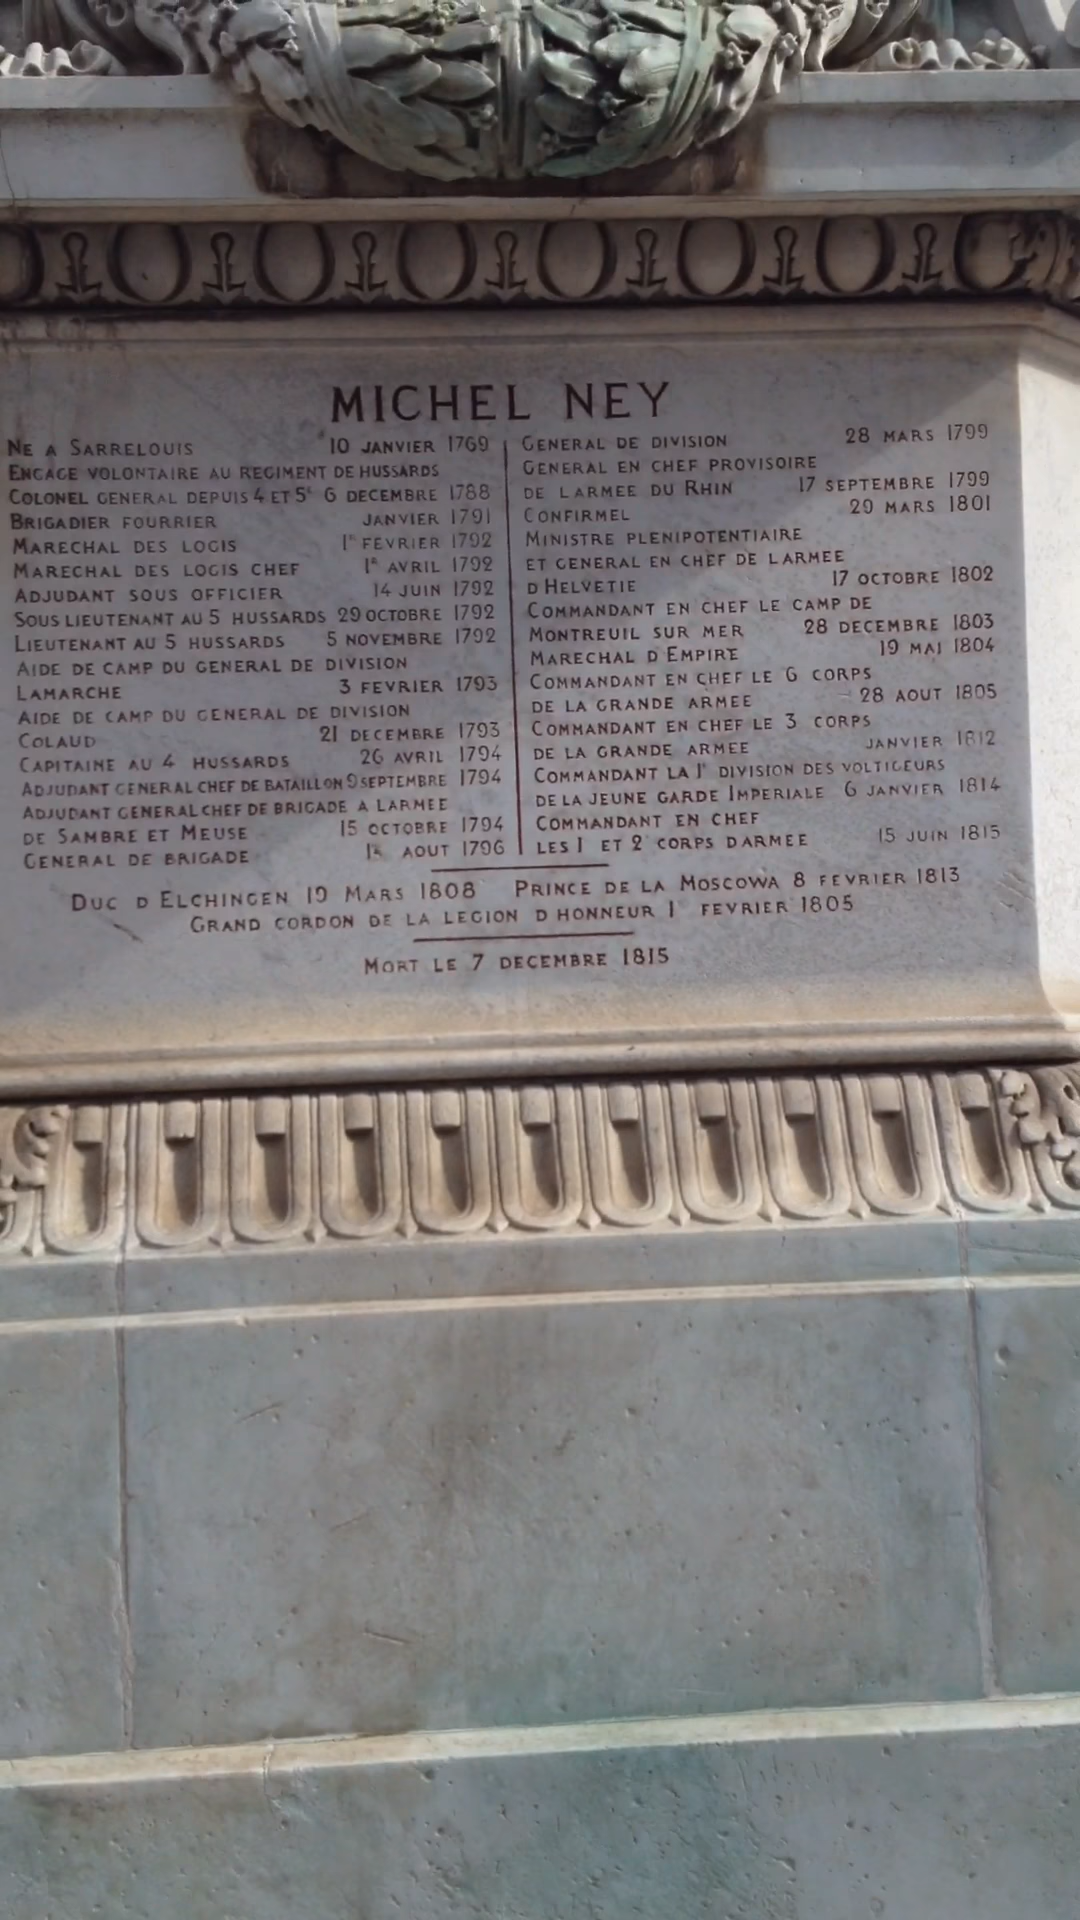 MICHEL NEY
NE A SARRELOUIS 10 JANVIER 1769
ENGAGE VOLONTAIRE AU REGIMENT DE HUSSARDS
COLONEL GENERAL DEPUIS 4 ET 5E 6 DECEMBRE 1788
BRIGADIER FOURRIER JANVIER 1791
MARECHAL DES LOGIS 1R FEVRIER 1792
MARECHAL DES LOGIS CHEF 1R AVRIL 1792
ADJUDANT SOUS OFFICIER 14 JUIN 1792
SOUS LIEUTENANT AU 5 HUSSARDS 29 OCTOBRE 1792
LIEUTENANT AU 5 HUSSARDS 5 NOVEMBRE 1792
AIDE DE CAMP DU GENERAL DE DIVISION
LAMARCHE 3 FEVRIER 1793
AIDE DE CAMP DU GENERAL DE DIVISION
COLAUD 21 DECEMBRE 1793
CAPITAINE AU 4 HUSSARDS 26 AVRIL 1794
ADJUDANT GENERAL CHEF DE BATAILLON 9 SEPTEMBRE 1794
ADJUDANT GENERAL CHEF DE BRIGADE A LARMEE
DE SAMBRE ET MEUSE 15 OCTOBRE 1794
GENERAL DE BRIGADE 1R AOUT 1796
GENERAL DE DIVISION 28 MARS 1799
GENERAL EN CHEF PROVISOIRE
DE LARMEE DU RHIN 17 SEPTEMBRE 1799
CONFIRMEL 29 MARS 1801
MINISTRE PLENIPOTENTIAIRE
ET GENERAL EN CHEF DE LARMEE
D HELVETIE 17 OCTOBRE 1802
COMMANDANT EN CHEF LE CAMP DE
MONTREUIL SUR MER 28 DECEMBRE 1803
MARECHAL D EMPIRE 19 MAI 1804
COMMANDANT EN CHEF LE 6 CORPS
DE LA GRANDE ARMEE 28 AOUT 1805
COMMANDANT EN CHEF LE 3 CORPS
DE LA GRANDE ARMEE JANVIER 1812
COMMANDANT LA 1E DIVISION DES VOLTIGEURS
DE LA JEUNE GARDE IMPERIALE 6 JANVIER 1814
COMMANDANT EN CHEF
LES 1 ET 2 CORPS D ARMEE 15 JUIN 1815
DUC D ELCHINGEN 19 MARS 1808 PRINCE DE LA MOSCOWA 8 FEVRIER 1813
GRAND CORDON DE LA LEGION D HONNEUR 1R FEVRIER 1805
MORT LE 7 DECEMBRE 1815